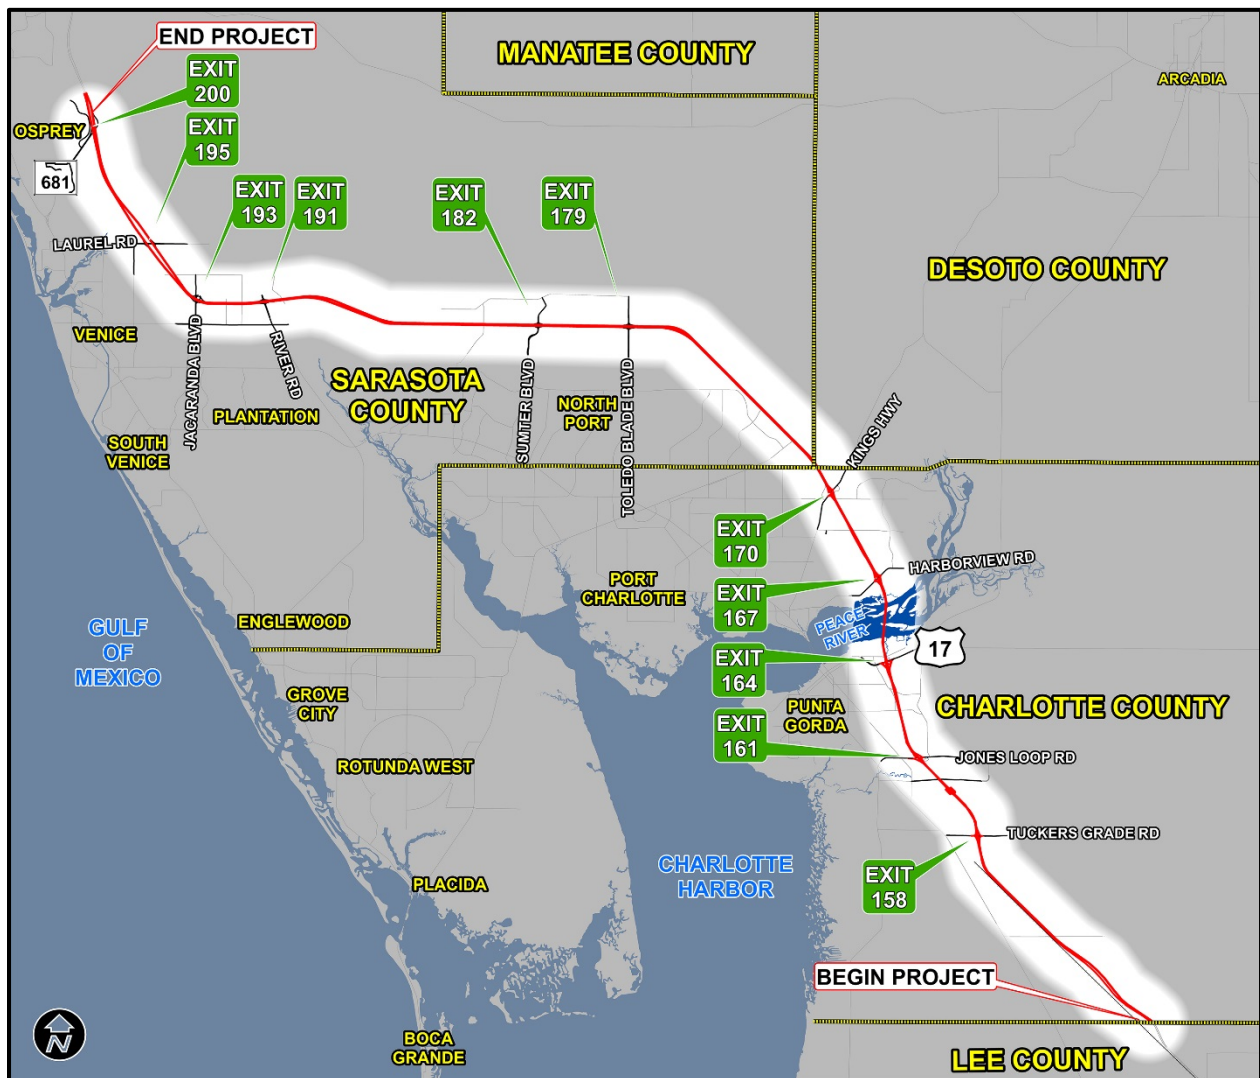 END PROJECT
MANATEE COUNTY
ARCADIA
EXIT
200
OSPREY
EXIT
195
681
EXIT
193
EXIT
191
EXIT
182
EXIT
179
LAUREL RD
DESOTO COUNTY
VENICE
JACARANDA BLVD
RIVER RD
SARASOTA
COUNTY
PLANTATION
SUMTER BLVD
NORTH
PORT
TOLEDO BLADE BLVD
KINGS HWY
SOUTH
VENICE
EXIT
170
HARBORVIEW RD
PORT
CHARLOTTE
EXIT
167
PEACE
RIVER
17
ENGLEWOOD
GULF
OF
MEXICO
EXIT
164
GROVE
CITY
PUNTA
GORDA
CHARLOTTE COUNTY
EXIT
161
JONES LOOP RD
ROTUNDA WEST
TUCKERS GRADE RD
CHARLOTTE
HARBOR
PLACIDA
EXIT
158
BEGIN PROJECT
N
BOCA
GRANDE
LEE COUNTY